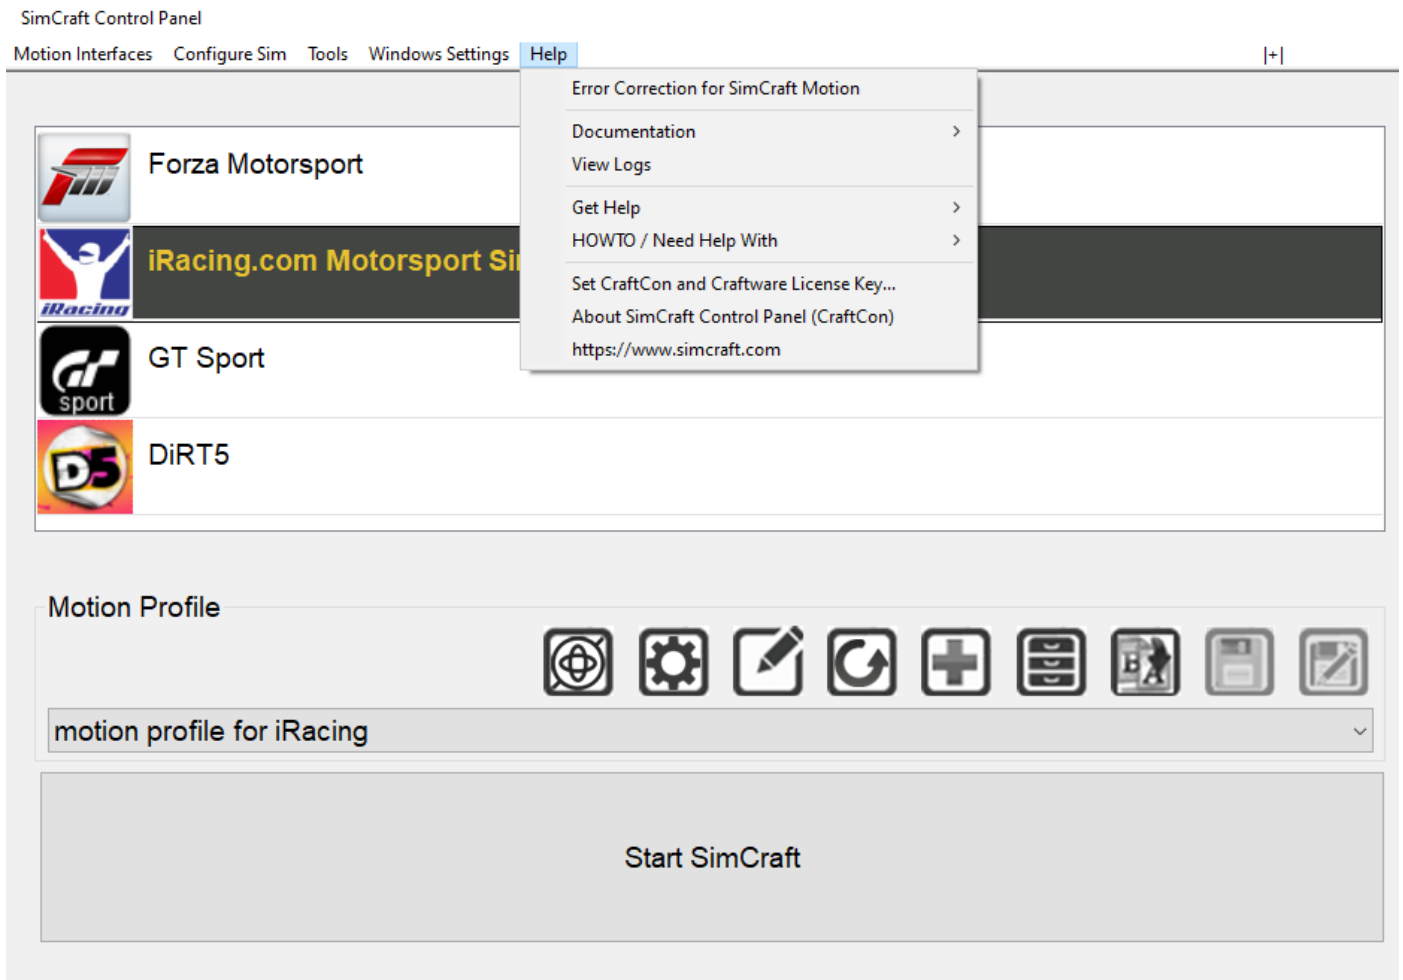 SimCraft Control Panel
Motion Interfaces Configure Sim Tools Windows Settings Help |+|
Error Correction for SimCraft Motion
Documentation
View Logs
Get Help
HOWTO / Need Help With
Set CraftCon and Craftware License Key...
About SimCraft Control Panel (CraftCon)
https://www.simcraft.com
Forza Motorsport
iRacing.com Motorsport Si
iRacing
GT Sport
GT
sport
DiRT5
D5
Motion Profile
B A
motion profile for iRacing
Start SimCraft